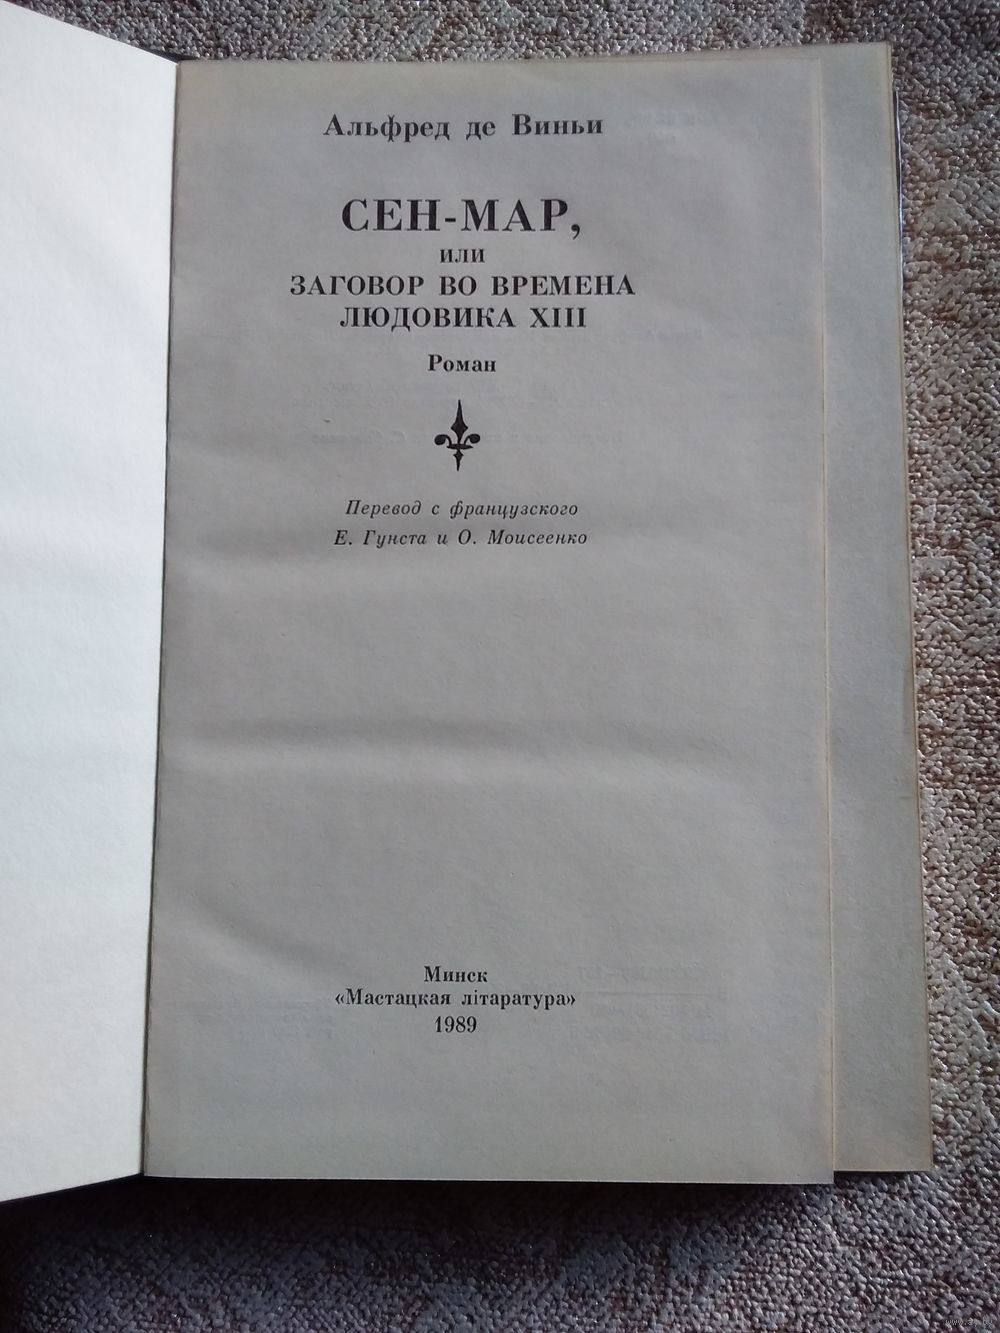 Альфред де Виньи
СЕН-МАР,
или
ЗАГОВОР ВО ВРЕМЕНА
ЛЮДОВИКА XIII
Роман
Перевод с французского
Е. Гунста и О. Моисеенко
Минск
«Мастацкая літаратура»
1989